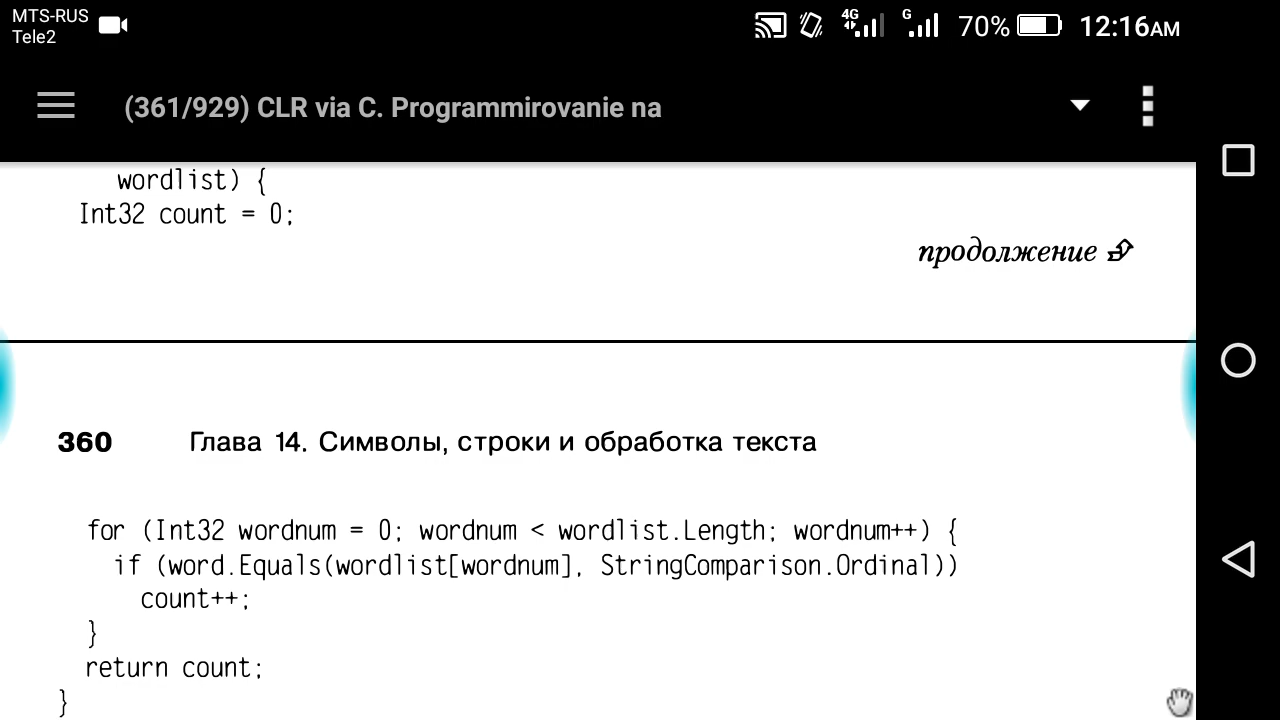 MTS-RUS
Tele2
4G
G
70%
12:16AM
(361/929) CLR via C. Programmirovanie na
wordlist) {
Int32 count = 0;
продолжение
360 Глава 14. Символы, строки и обработка текста
for (Int32 wordnum = 0; wordnum < wordlist.Length; wordnum++) {
if (word.Equals(wordlist[wordnum], StringComparison.Ordinal))
count++;
}
return count;
}